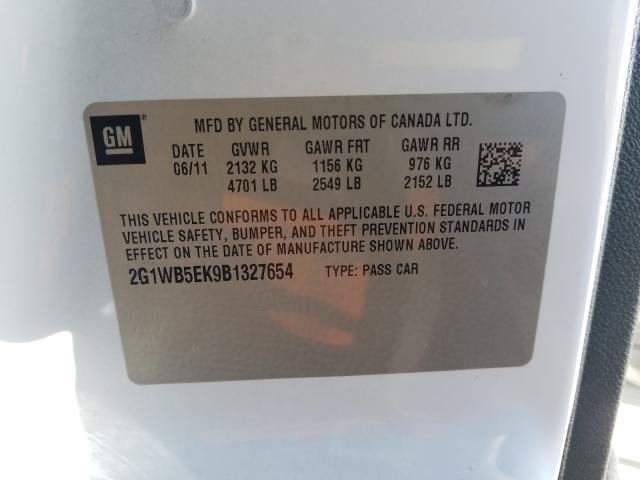 GM ®
MFD BY GENERAL MOTORS OF CANADA LTD.
DATE GVWR GAWR FRT GAWR RR
06/11 2132 KG 1156 KG 976 KG
4701 LB 2549 LB 2152 LB
THIS VEHICLE CONFORMS TO ALL APPLICABLE U.S. FEDERAL MOTOR
VEHICLE SAFETY, BUMPER, AND THEFT PREVENTION STANDARDS IN
EFFECT ON THE DATE OF MANUFACTURE SHOWN ABOVE.
2G1WB5EK9B1327654 TYPE: PASS CAR